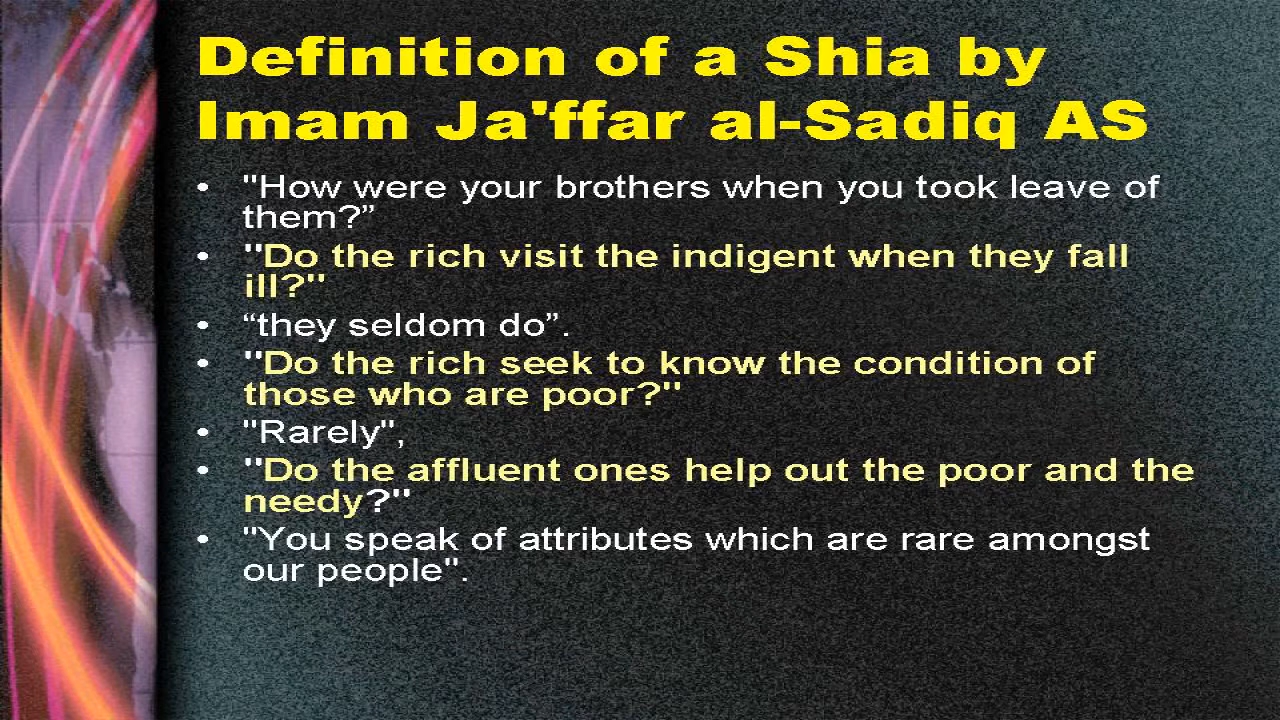 Definition of a Shia by
Imam Ja'ffar al-Sadiq AS
• "How were your brothers when you took leave of
them?”
• "Do the rich visit the indigent when they fall
ill?"
• “they seldom do”.
• "Do the rich seek to know the condition of
those who are poor?"
• "Rarely",
• "Do the affluent ones help out the poor and the
needy?"
• "You speak of attributes which are rare amongst
our people".